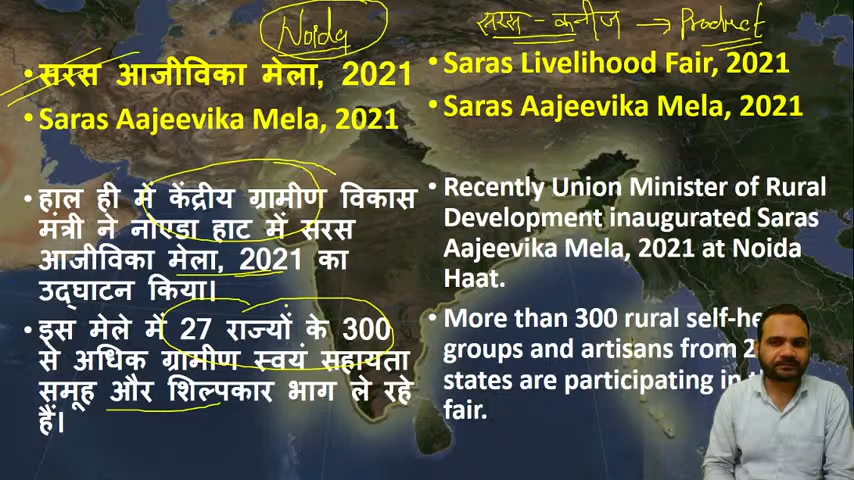 Noida
सरस - कनीज → Product
• सरस आजीविका मेला, 2021
• Saras Aajeevika Mela, 2021
• हाल ही में केंद्रीय ग्रामीण विकास
मंत्री ने नोएडा हाट में सरस
आजीविका मेला, 2021 का
उद्घाटन किया।
• इस मेले में 27 राज्यों के 300
से अधिक ग्रामीण स्वयं सहायता
समूह और शिल्पकार भाग ले रहे
हैं।
• Saras Livelihood Fair, 2021
• Saras Aajeevika Mela, 2021
• Recently Union Minister of Rural
Development inaugurated Saras
Aajeevika Mela, 2021 at Noida
Haat.
• More than 300 rural self-he
groups and artisans from 2
states are participating in
fair.